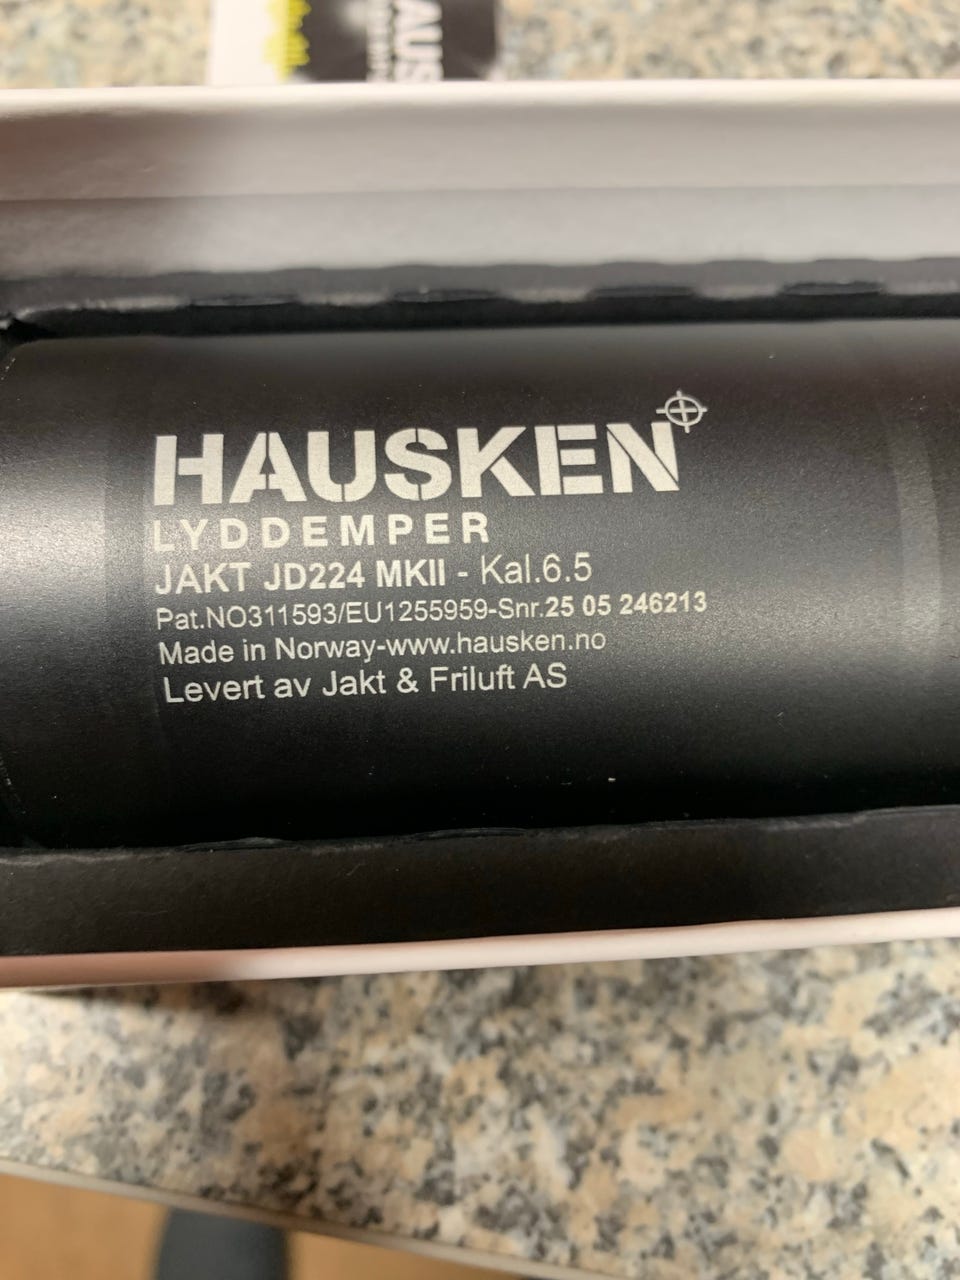 HAUSKEN
LYDDEMPER
JAKT JD224 MKII - Kal.6.5
Pat.NO311593/EU1255959-Snr.25 05 246213
Made in Norway-www.hausken.no
Levert av Jakt & Friluft AS